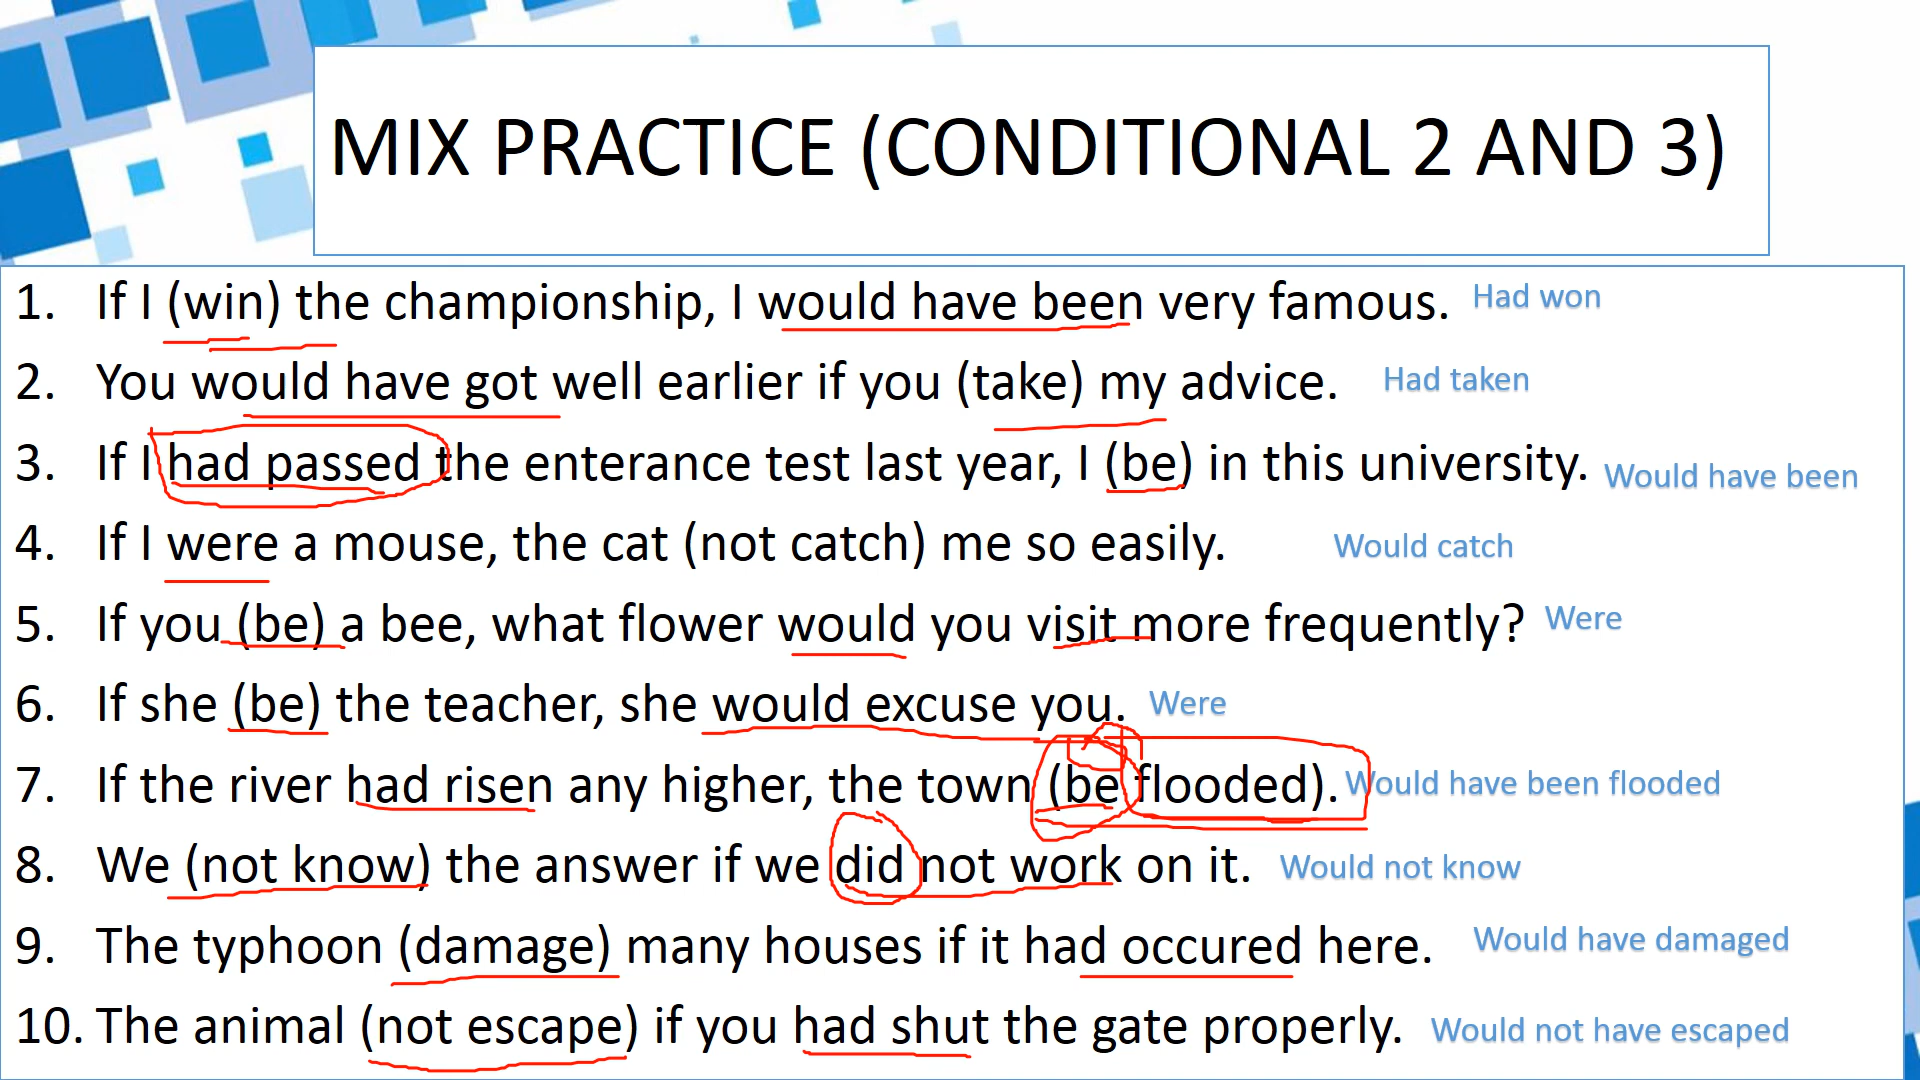 MIX PRACTICE (CONDITIONAL 2 AND 3)
1. If I (win) the championship, I would have been very famous. Had won
2. You would have got well earlier if you (take) my advice. Had taken
3. If I had passed the enterance test last year, I (be) in this university. Would have been
4. If I were a mouse, the cat (not catch) me so easily. Would catch
5. If you (be) a bee, what flower would you visit more frequently? Were
6. If she (be) the teacher, she would excuse you. Were
7. If the river had risen any higher, the town (be flooded). Would have been flooded
8. We (not know) the answer if we did not work on it. Would not know
9. The typhoon (damage) many houses if it had occured here. Would have damaged
10. The animal (not escape) if you had shut the gate properly. Would not have escaped